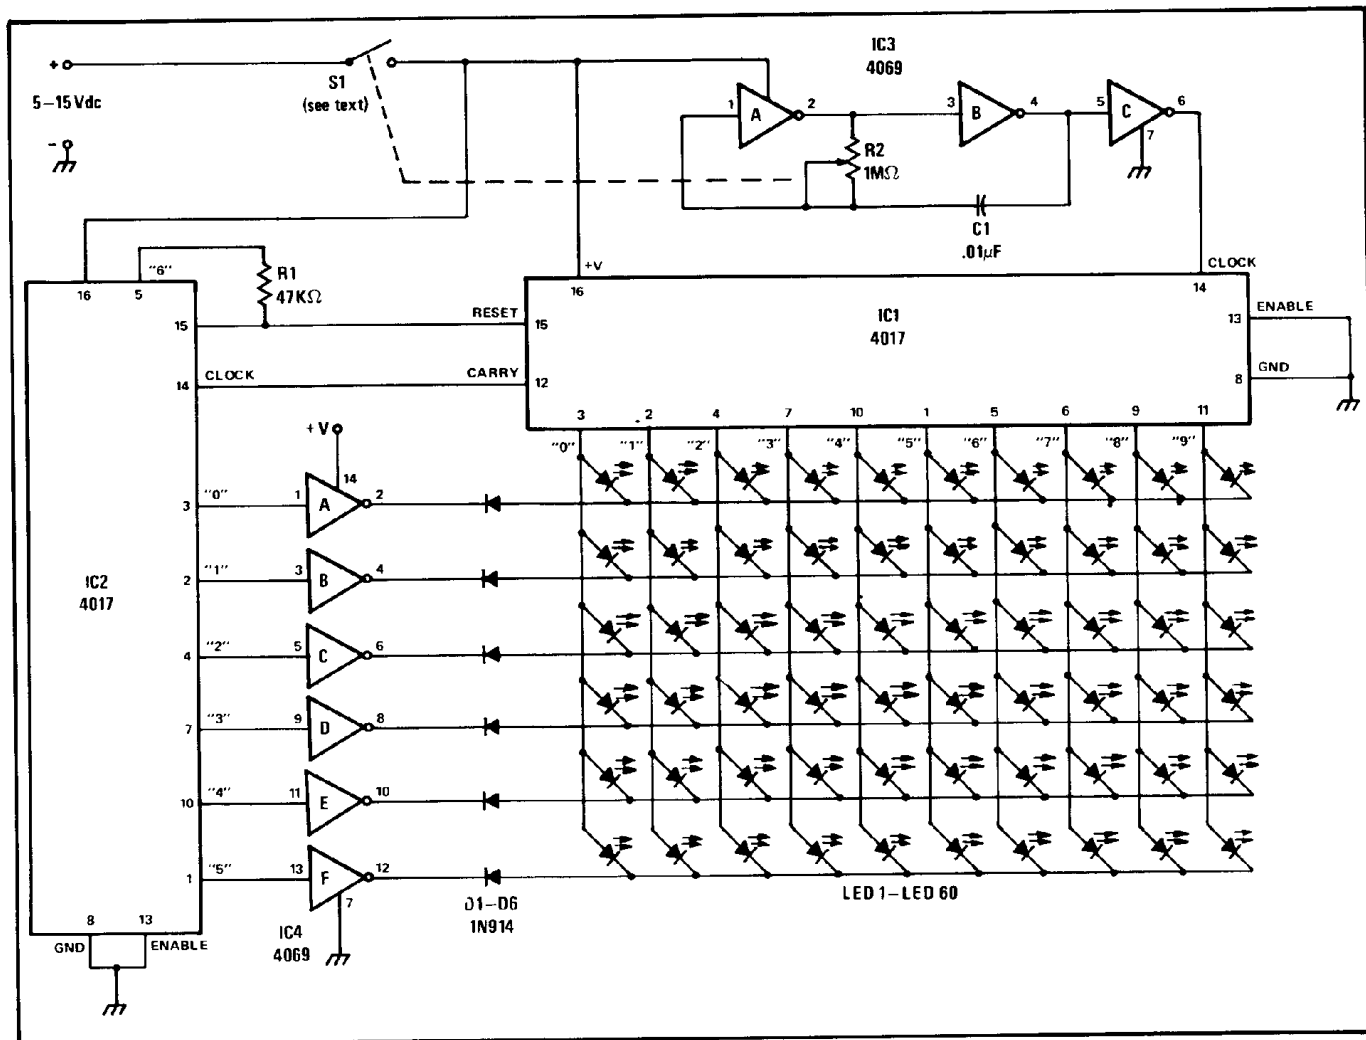 IC3
4069
+
5–15 Vdc
-
S1
(see text)
1
A
2
3
B
4
5
C
6
7
R2
1MΩ
C1
.01µF
"6"
16
5
R1
47KΩ
+V
16
CLOCK
14
15
RESET
15
IC1
4017
13
ENABLE
14
CLOCK
CARRY
12
8
GND
3
2
4
7
10
1
5
6
9
11
"0"
"1"
"2"
"3"
"4"
"5"
"6"
"7"
"8"
"9"
+V
14
3
"0"
1
A
2
2
"1"
3
B
4
IC2
4017
4
"2"
5
C
6
7
"3"
9
D
8
10
"4"
11
E
10
1
"5"
13
F
12
7
D1–D6
1N914
LED 1–LED 60
8
13
GND
ENABLE
IC4
4069